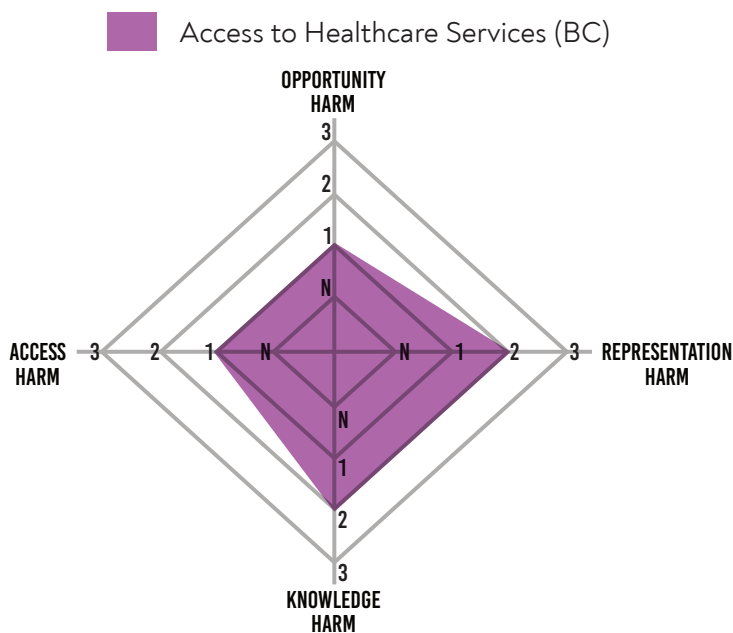 Access to Healthcare Services (BC)
OPPORTUNITY
HARM
3
2
1
N
ACCESS
HARM
3 2 1 N N 1 2 3
REPRESENTATION
HARM
N
1
2
3
KNOWLEDGE
HARM